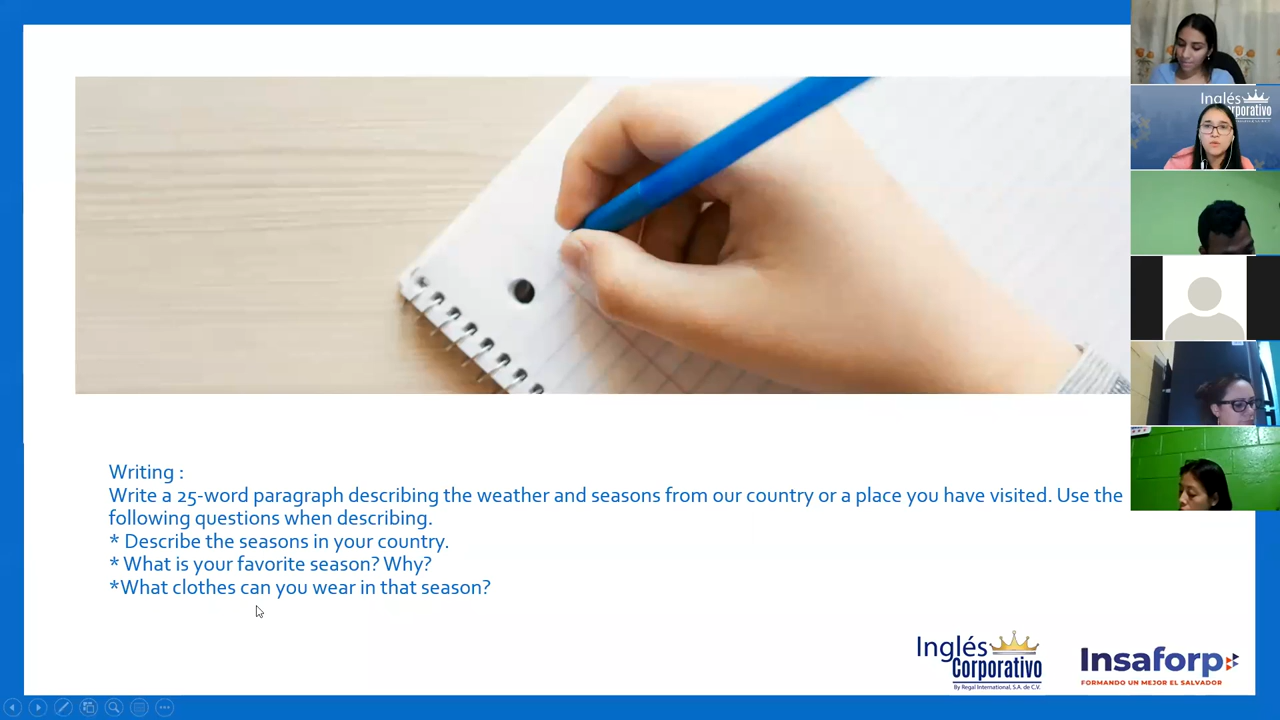 Writing :
Write a 25-word paragraph describing the weather and seasons from our country or a place you have visited. Use the
following questions when describing.
* Describe the seasons in your country.
* What is your favorite season? Why?
*What clothes can you wear in that season?
Inglés
Corporativo
By Regal International, S.A. de C.V.
Insaforp
FORMANDO UN MEJOR EL SALVADOR
Inglés
Corporativo